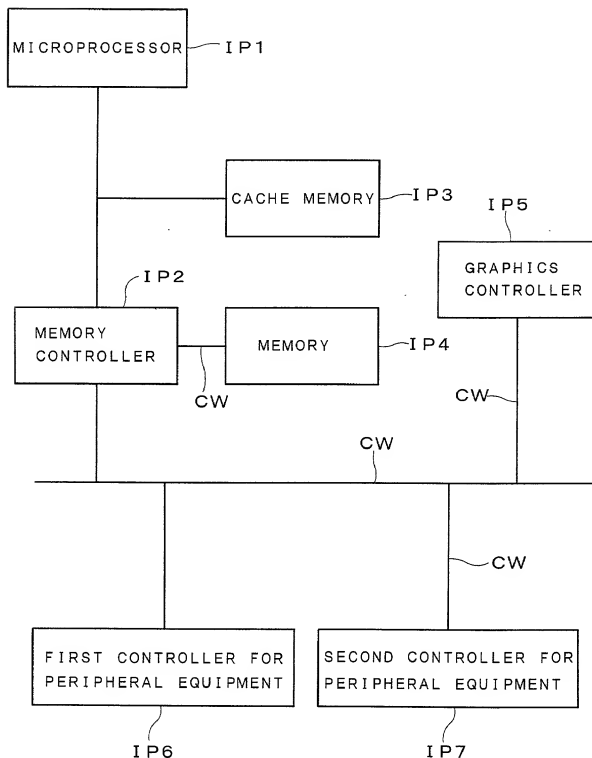 MICROPROCESSOR
IP1
CACHE MEMORY
IP3
IP5
GRAPHICS
CONTROLLER
IP2
MEMORY
CONTROLLER
MEMORY
IP4
CW
CW
CW
CW
FIRST CONTROLLER FOR
PERIPHERAL EQUIPMENT
SECOND CONTROLLER FOR
PERIPHERAL EQUIPMENT
IP6
IP7